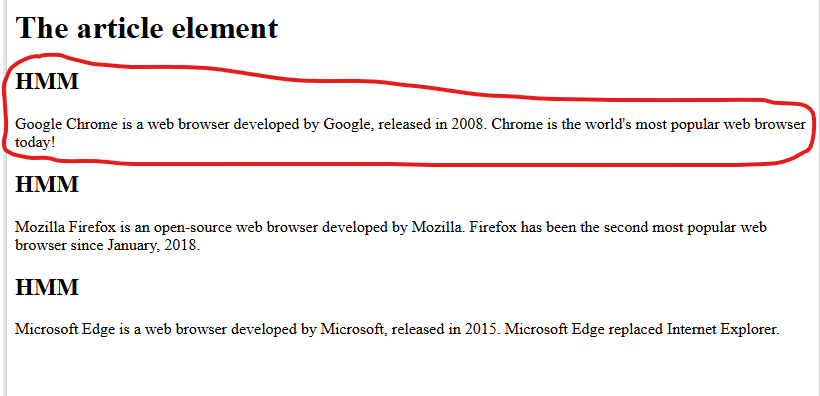 The article element
HMM
Google Chrome is a web browser developed by Google, released in 2008. Chrome is the world's most popular web browser
today!
HMM
Mozilla Firefox is an open-source web browser developed by Mozilla. Firefox has been the second most popular web
browser since January, 2018.
HMM
Microsoft Edge is a web browser developed by Microsoft, released in 2015. Microsoft Edge replaced Internet Explorer.